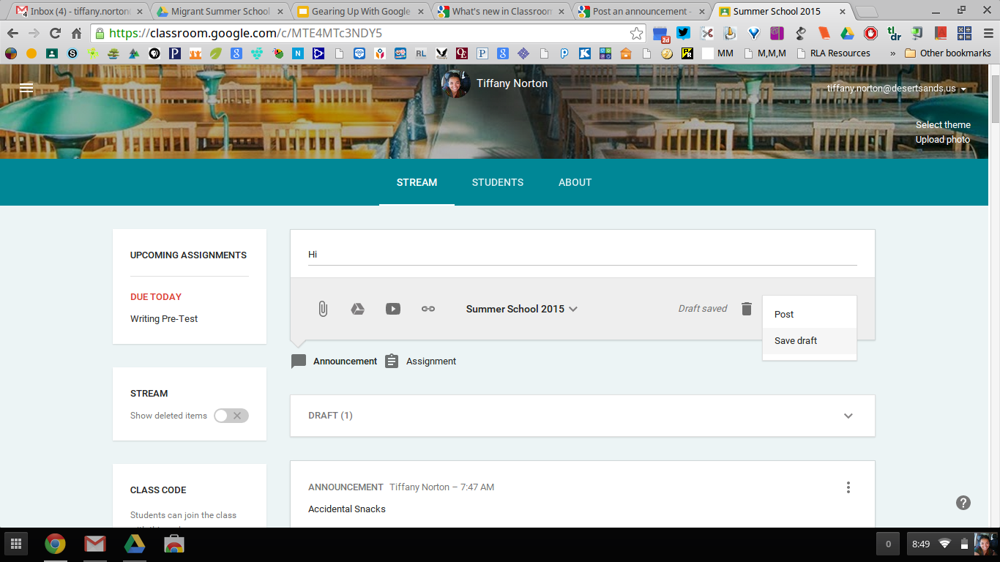 Inbox (4) - tiffany.norton
Migrant Summer School
Gearing Up With Google
What's new in Classroom
Post an announcement -
Summer School 2015
https://classroom.google.com/c/MTE4MTc3NDY5
2d
tl;dr
MM
M,M,M
RLA Resources
»
Other bookmarks
Tiffany Norton
tiffany.norton@desertsands.us
Select theme
Upload photo
STREAM
STUDENTS
ABOUT
UPCOMING ASSIGNMENTS
DUE TODAY
Writing Pre-Test
Hi
Summer School 2015
Draft saved
Post
Save draft
Announcement
Assignment
STREAM
Show deleted items
DRAFT (1)
CLASS CODE
Students can join the class
ANNOUNCEMENT Tiffany Norton – 7:47 AM
Accidental Snacks
0
8:49